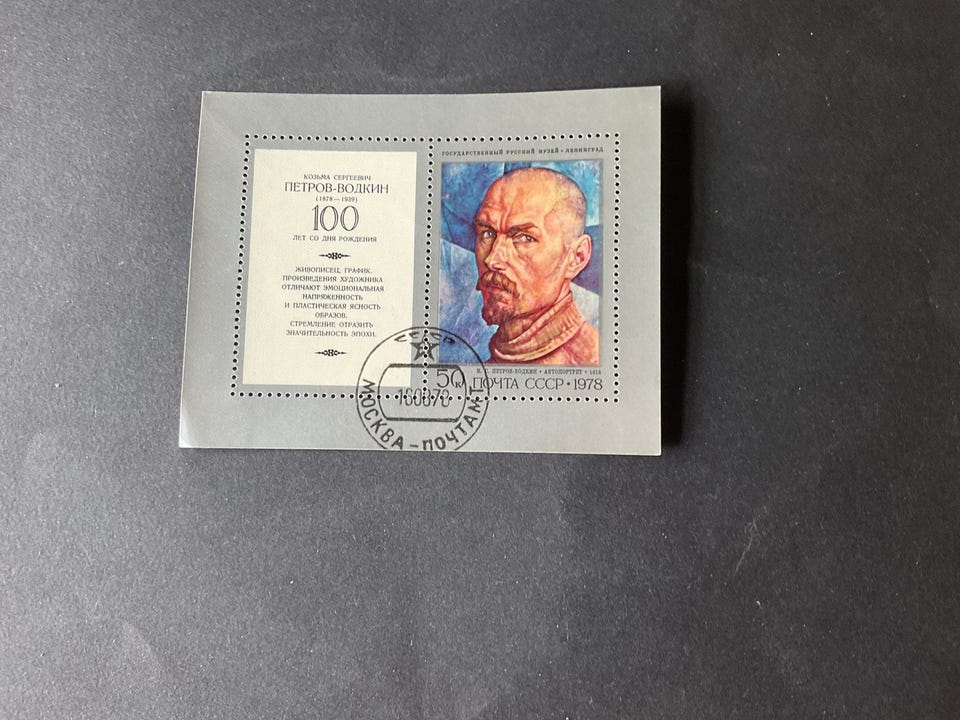 КОЗЬМА СЕРГЕЕВИЧ
ПЕТРОВ-ВОДКИН
(1878—1939)
100
ЛЕТ СО ДНЯ РОЖДЕНИЯ
ЖИВОПИСЕЦ, ГРАФИК.
ПРОИЗВЕДЕНИЯ ХУДОЖНИКА
ОТЛИЧАЮТ ЭМОЦИОНАЛЬНАЯ
НАПРЯЖЕННОСТЬ
И ПЛАСТИЧЕСКАЯ ЯСНОСТЬ
ОБРАЗОВ,
СТРЕМЛЕНИЕ ОТРАЗИТЬ
ЗНАЧИТЕЛЬНОСТЬ ЭПОХИ.
ГОСУДАРСТВЕННЫЙ РУССКИЙ МУЗЕЙ • ЛЕНИНГРАД
К. С. ПЕТРОВ-ВОДКИН • АВТОПОРТРЕТ • 1918
50к ПОЧТА СССР • 1978
СССР
МОСКВА – ПОЧТАМТ